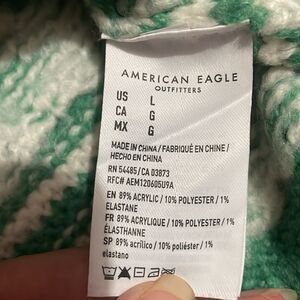 AMERICAN EAGLE
OUTFITTERS
US L
CA G
MX G
MADE IN CHINA / FABRIQUÉ EN CHINE /
HECHO EN CHINA
RN 54485/CA 03873
RFC# AEM120605U9A
EN 89% ACRYLIC / 10% POLYESTER / 1%
ELASTANE
FR 89% ACRYLIQUE / 10% POLYESTER / 1%
ÉLASTHANNE
SP 89% acrílico / 10% poliéster / 1%
elastano